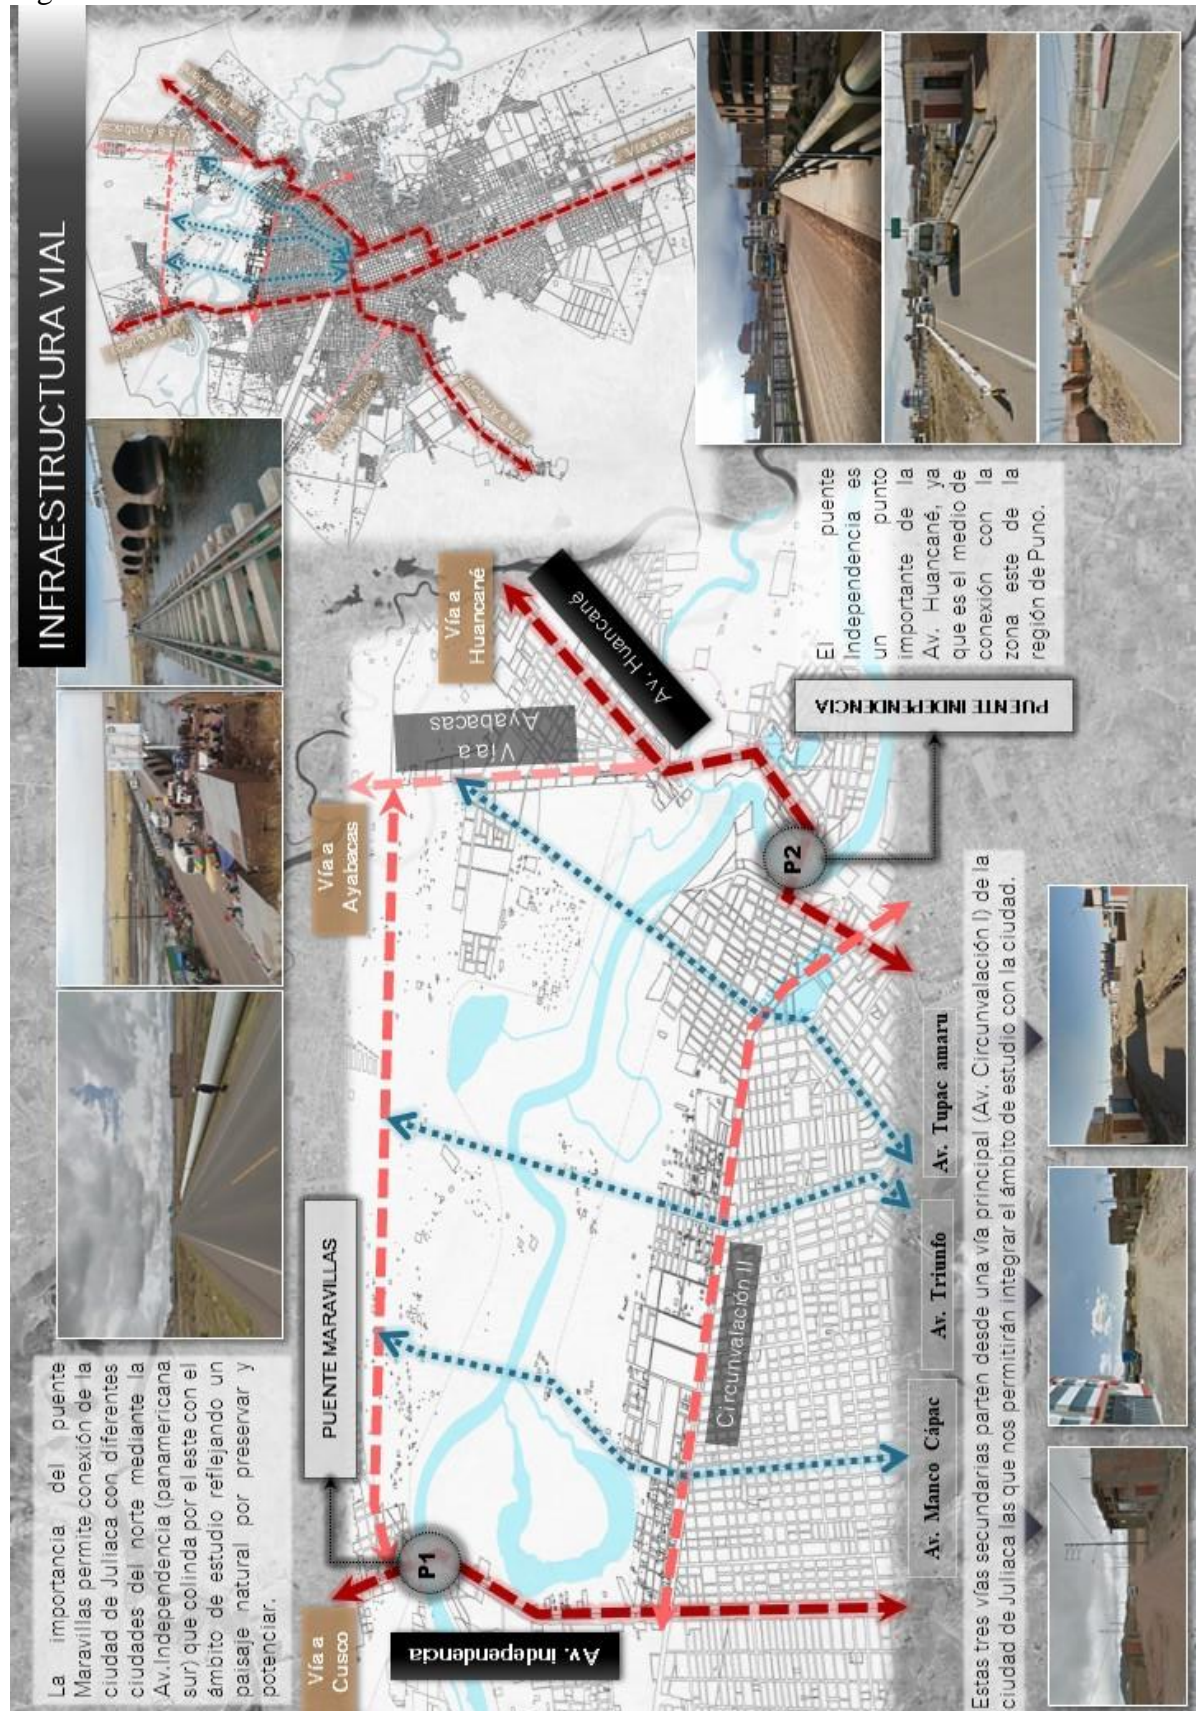 INFRAESTRUCTURA VIAL
La importancia del puente
Maravillas permite conexión de la
ciudad de Juliaca con diferentes
ciudades del norte mediante la
Av.Independencia (panamericana
sur) que colinda por el este con el
ámbito de estudio reflejando un
paisaje natural por preservar y
potenciar.
PUENTE MARAVILLAS
Vía a
Cusco
P1
Av. independencia
Vía a
Ayabacas
Vía a
Ayabacas
Vía a
Huancané
Av. Huancané
P2
PUENTE INDEPENDENCIA
Circunvalación II
El puente
Independencia es
un punto
importante de la
Av. Huancané, ya
que es el medio de
conexión con la
zona este de la
región de Puno.
Vía a Ayabacas
Vía a Puno
Av. Manco Cápac
Av. Triunfo
Av. Tupac amaru
Estas tres vías secundarias parten desde una vía principal (Av. Circunvalación I) de la
ciudad de Juliaca las que nos permitirán integrar el ámbito de estudio con la ciudad.